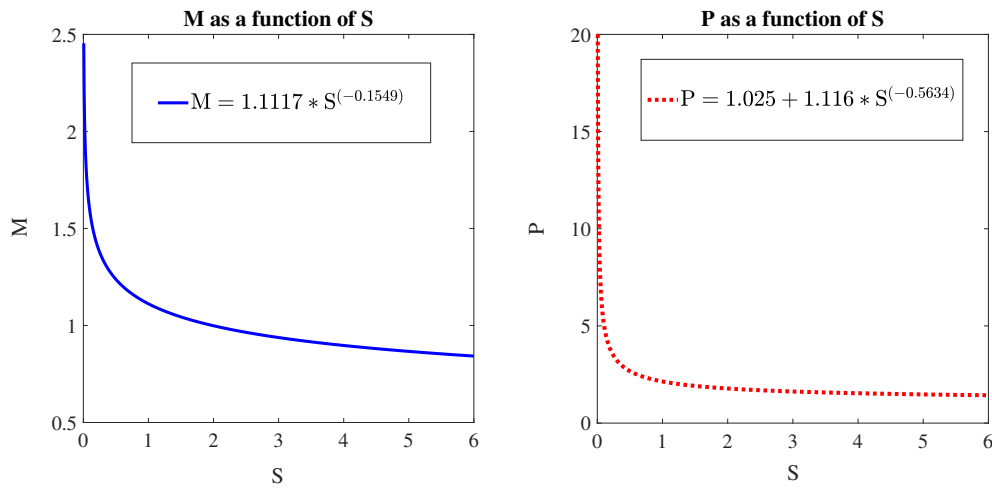 M as a function of S
2.5
2
1.5
1
0.5
M
0 1 2 3 4 5 6
S
M = 1.1117 * S^(−0.1549)
P as a function of S
20
15
10
5
0
P
0 1 2 3 4 5 6
S
P = 1.025 + 1.116 * S^(−0.5634)